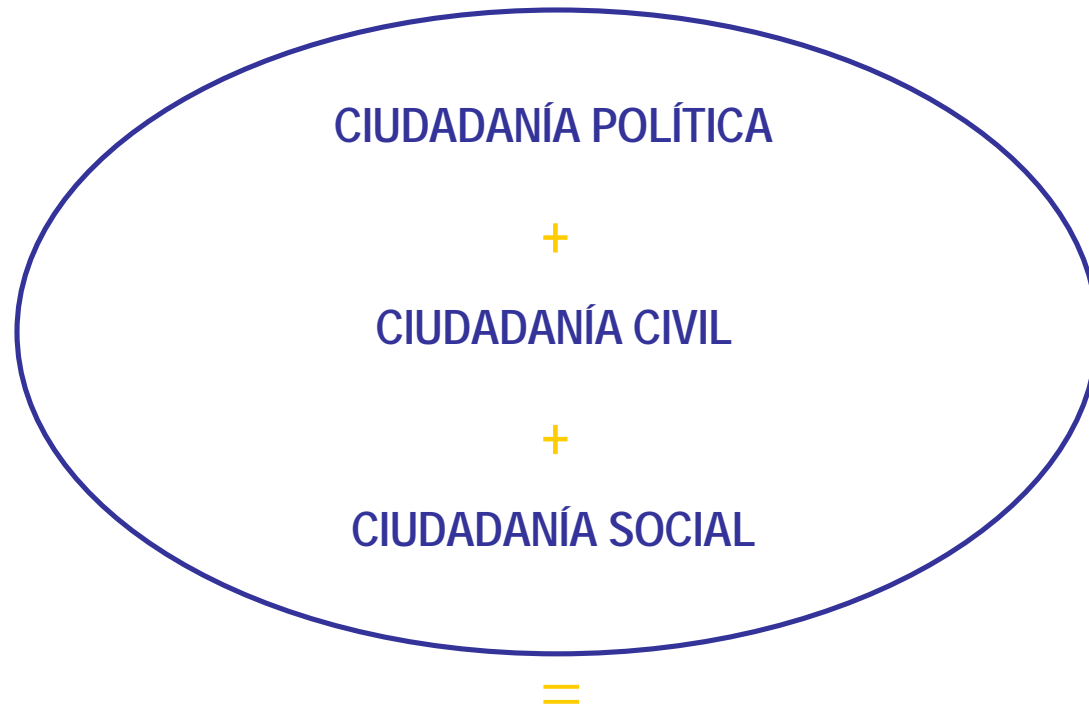 CIUDADANÍA POLÍTICA
+
CIUDADANÍA CIVIL
+
CIUDADANÍA SOCIAL
=